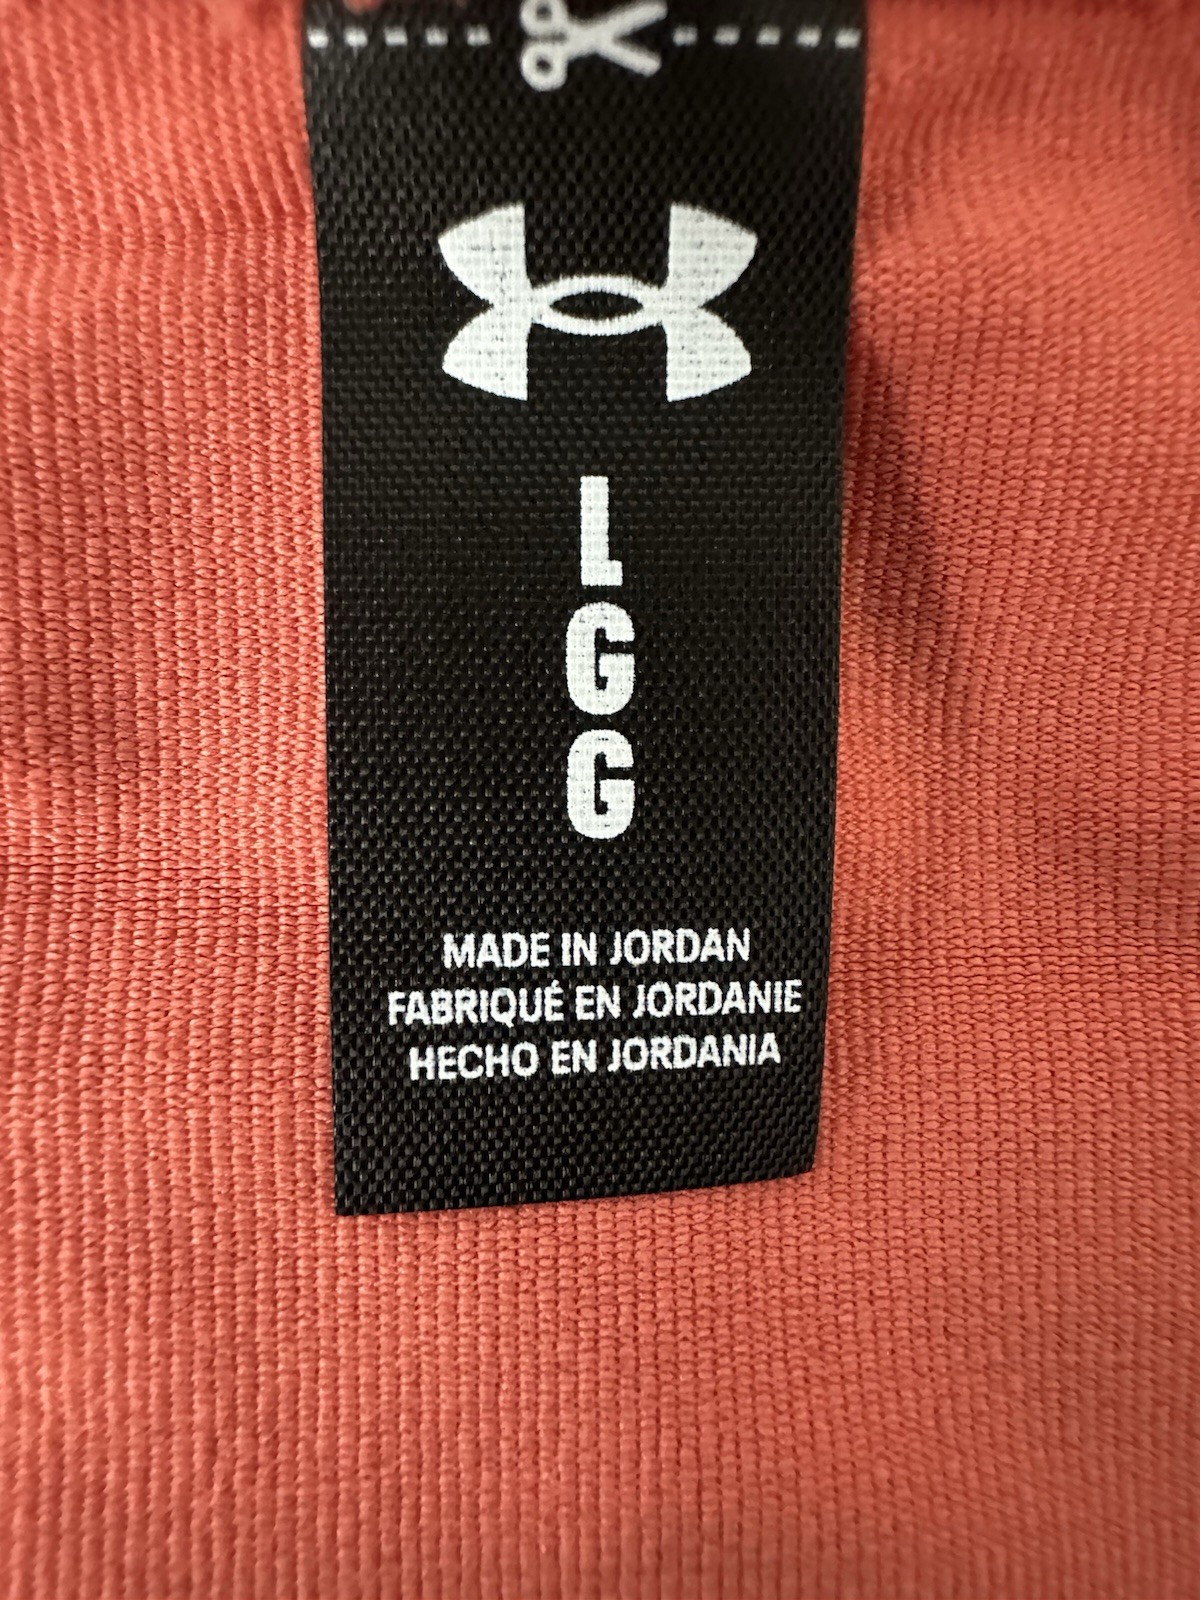 L
G
G
MADE IN JORDAN
FABRIQUÉ EN JORDANIE
HECHO EN JORDANIA